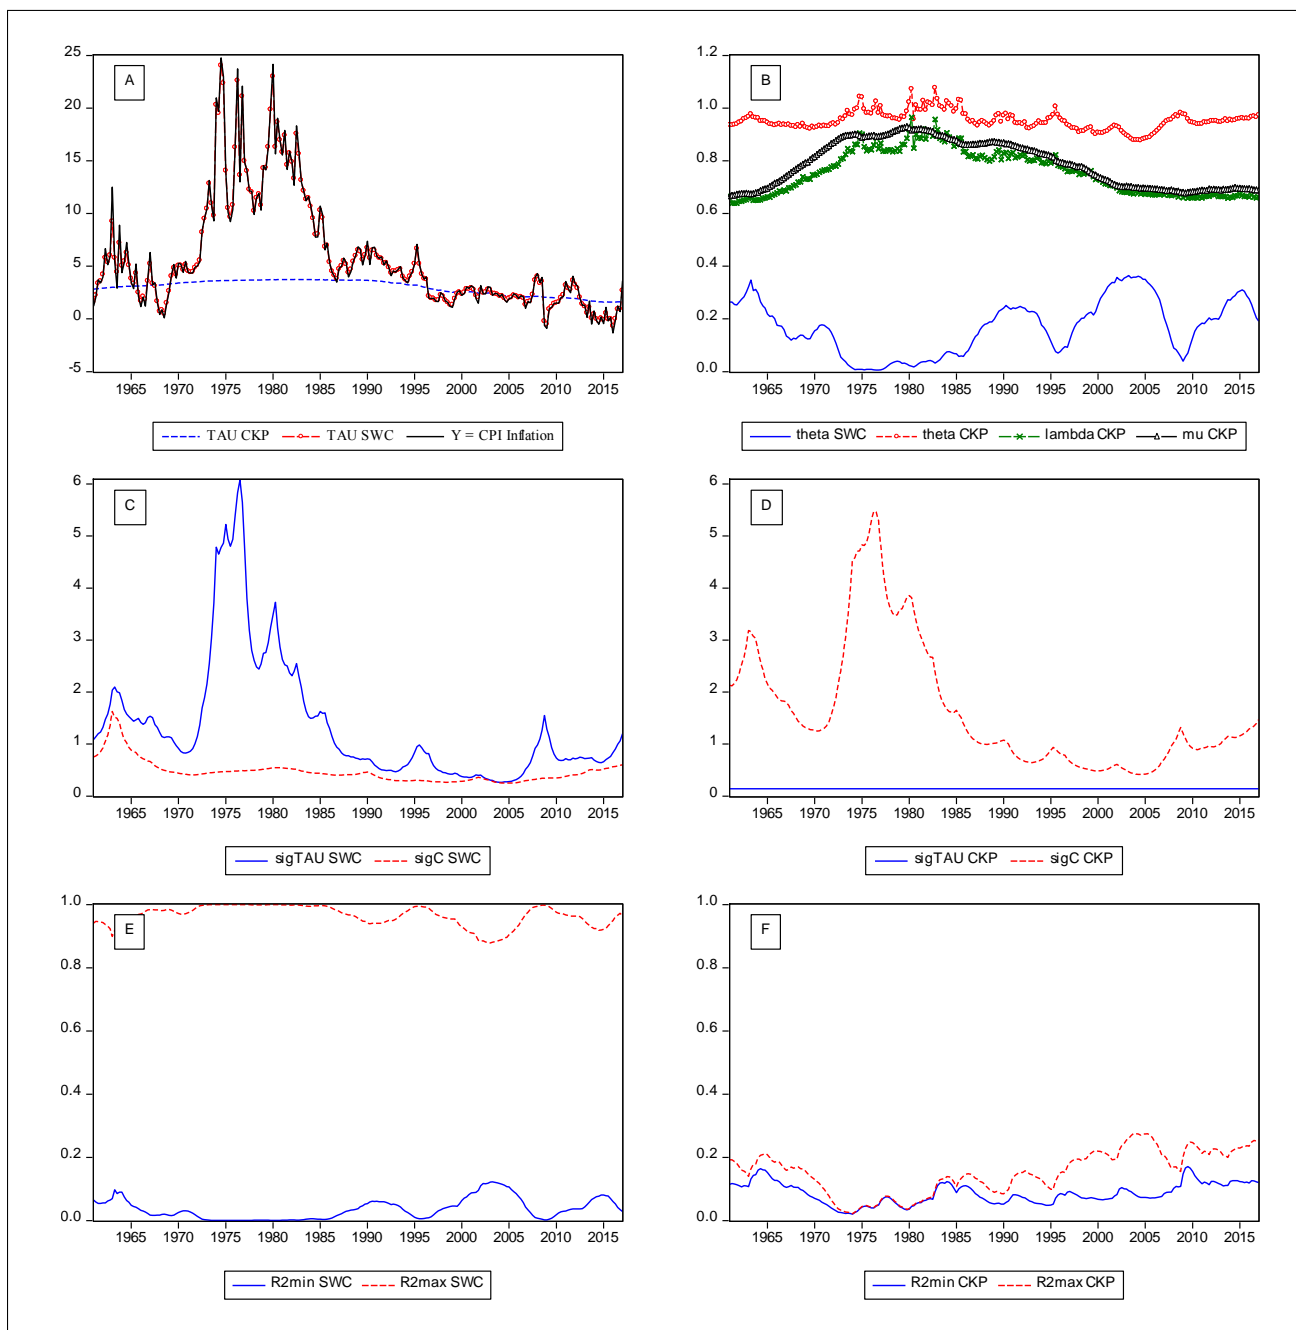 A
25
20
15
10
5
0
-5
1965 1970 1975 1980 1985 1990 1995 2000 2005 2010 2015
TAU CKP TAU SWC Y = CPI Inflation
B
1.2
1.0
0.8
0.6
0.4
0.2
0.0
1965 1970 1975 1980 1985 1990 1995 2000 2005 2010 2015
theta SWC theta CKP lambda CKP mu CKP
C
6
5
4
3
2
1
0
1965 1970 1975 1980 1985 1990 1995 2000 2005 2010 2015
sigTAU SWC sigC SWC
D
6
5
4
3
2
1
0
1965 1970 1975 1980 1985 1990 1995 2000 2005 2010 2015
sigTAU CKP sigC CKP
E
1.0
0.8
0.6
0.4
0.2
0.0
1965 1970 1975 1980 1985 1990 1995 2000 2005 2010 2015
R2min SWC R2max SWC
F
1.0
0.8
0.6
0.4
0.2
0.0
1965 1970 1975 1980 1985 1990 1995 2000 2005 2010 2015
R2min CKP R2max CKP